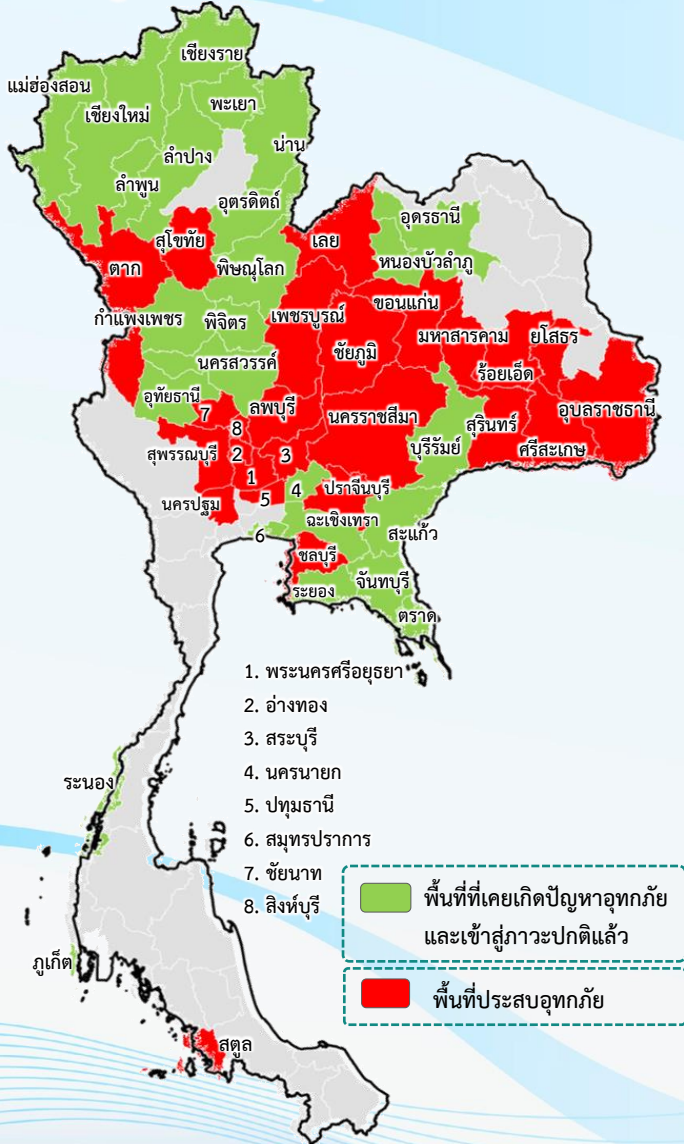 เชียงราย
แม่ฮ่องสอน
พะเยา
เชียงใหม่
น่าน
ลำปาง
ลำพูน
อุตรดิตถ์
อุดรธานี
สุโขทัย
เลย
ตาก
พิษณุโลก
หนองบัวลำภู
ขอนแก่น
กำแพงเพชร
พิจิตร
เพชรบูรณ์
มหาสารคาม
ยโสธร
ชัยภูมิ
นครสวรรค์
ร้อยเอ็ด
อุทัยธานี
7
ลพบุรี
นครราชสีมา
อุบลราชธานี
8
สุรินทร์
สุพรรณบุรี
2
3
บุรีรัมย์
ศรีสะเกษ
1
4
ปราจีนบุรี
นครปฐม
5
ฉะเชิงเทรา
6
สระแก้ว
ชลบุรี
จันทบุรี
ระยอง
ตราด
1. พระนครศรีอยุธยา
2. อ่างทอง
3. สระบุรี
4. นครนายก
5. ปทุมธานี
6. สมุทรปราการ
7. ชัยนาท
8. สิงห์บุรี
ระนอง
ภูเก็ต
สตูล
พื้นที่ที่เคยเกิดปัญหาอุทกภัย
และเข้าสู่ภาวะปกติแล้ว
พื้นที่ประสบอุทกภัย